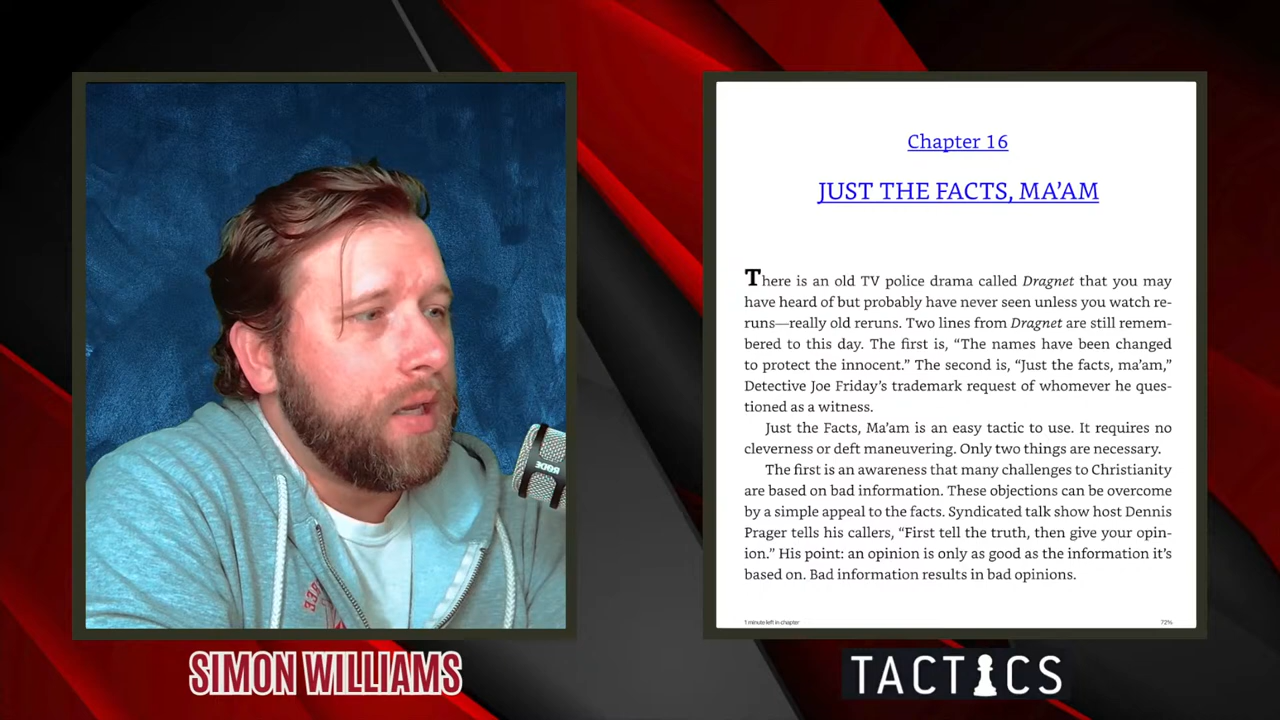 Chapter 16
JUST THE FACTS, MA’AM
There is an old TV police drama called Dragnet that you may
have heard of but probably have never seen unless you watch re-
runs—really old reruns. Two lines from Dragnet are still remem-
bered to this day. The first is, “The names have been changed
to protect the innocent.” The second is, “Just the facts, ma’am,”
Detective Joe Friday’s trademark request of whomever he ques-
tioned as a witness.
Just the Facts, Ma’am is an easy tactic to use. It requires no
cleverness or deft maneuvering. Only two things are necessary.
The first is an awareness that many challenges to Christianity
are based on bad information. These objections can be overcome
by a simple appeal to the facts. Syndicated talk show host Dennis
Prager tells his callers, “First tell the truth, then give your opin-
ion.” His point: an opinion is only as good as the information it’s
based on. Bad information results in bad opinions.
1 minute left in chapter
72%
RODE
SIMON WILLIAMS
TACTICS